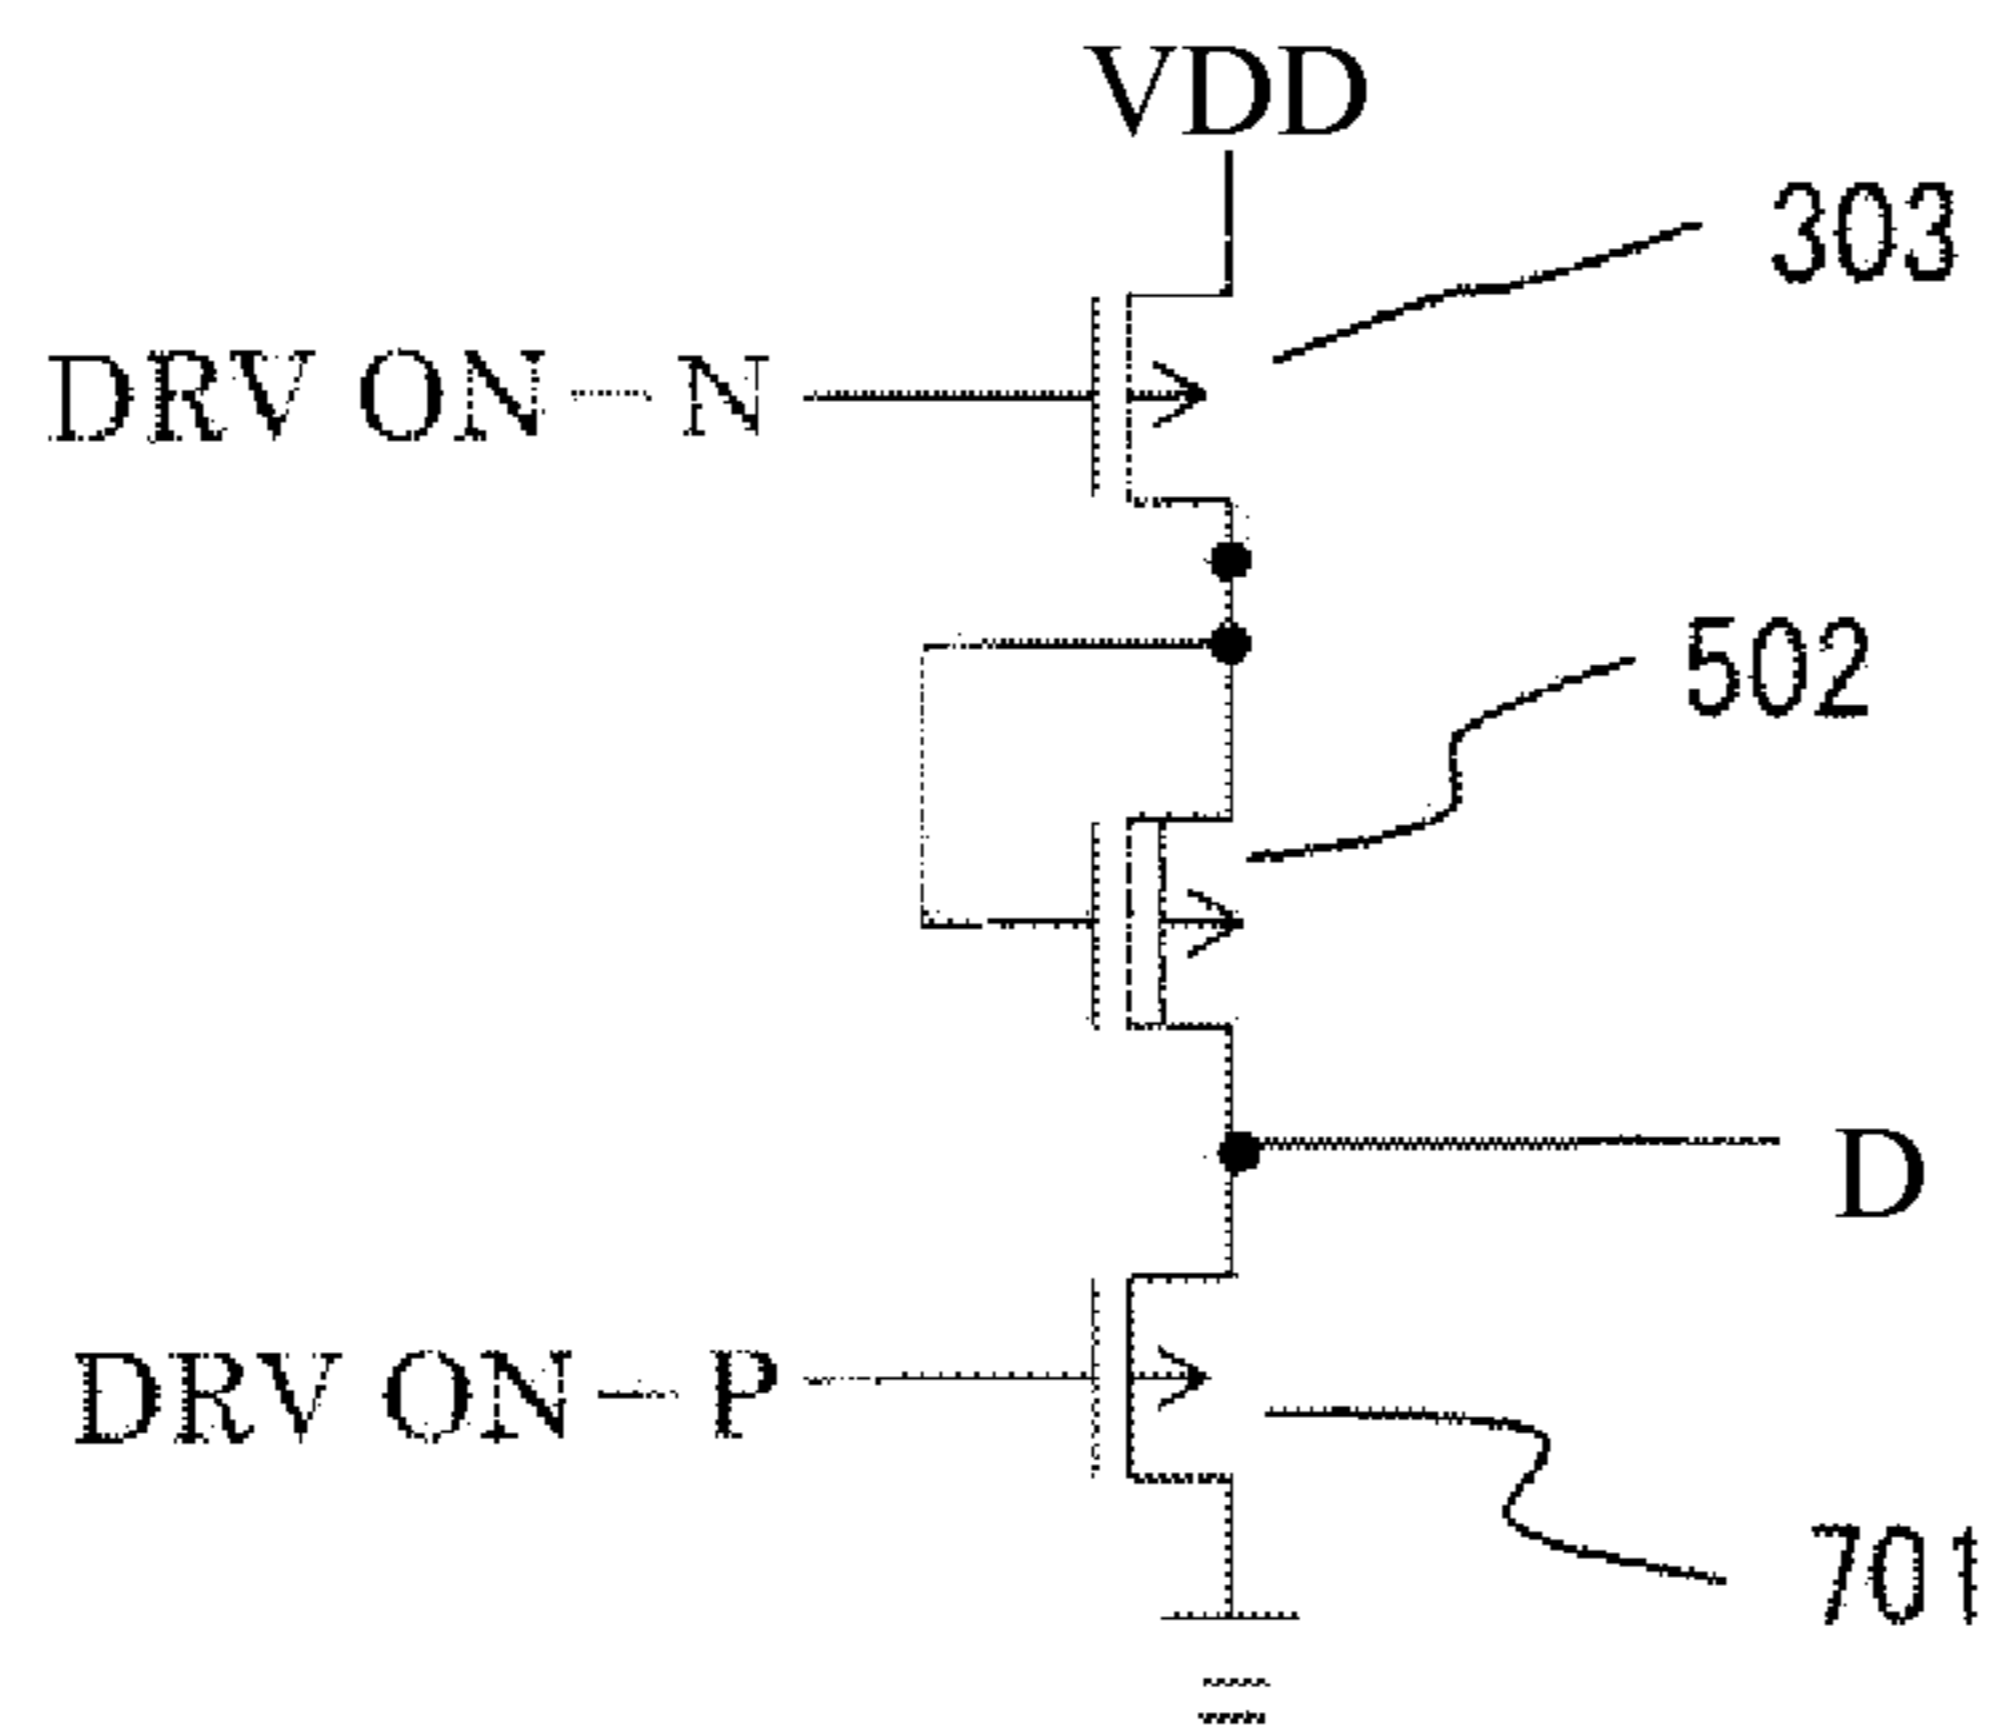 VDD
303
DRV ON — N
502
D
DRV ON — P
701